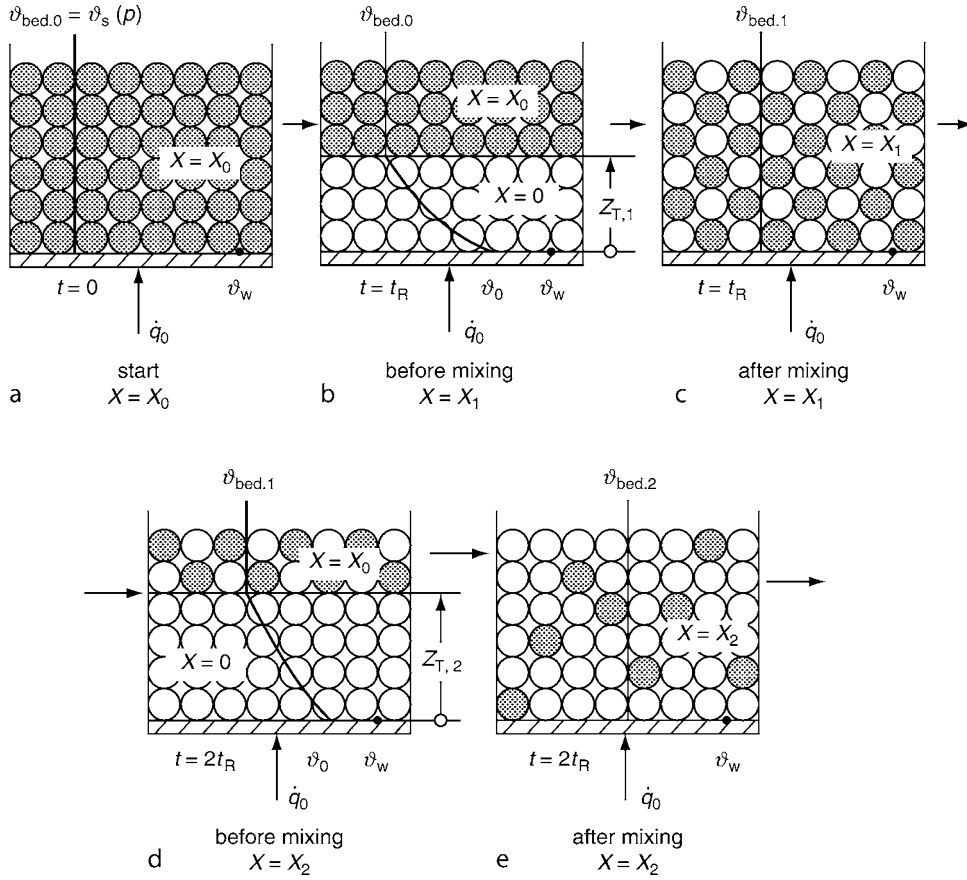 ϑbed.0 = ϑs (p)
X = X0
t = 0
ϑw
q̇0
start
a
X = X0
ϑbed.0
X = X0
X = 0
ZT,1
t = tR
ϑ0
ϑw
q̇0
before mixing
b
X = X1
ϑbed.1
X = X1
t = tR
ϑw
q̇0
after mixing
c
X = X1
ϑbed.1
X = X0
X = 0
ZT, 2
t = 2tR
ϑ0
ϑw
q̇0
before mixing
d
X = X2
ϑbed.2
X = X2
t = 2tR
ϑw
q̇0
after mixing
e
X = X2